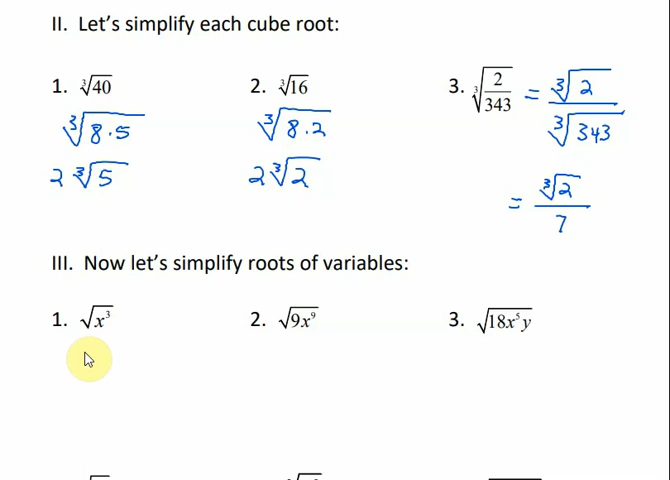 II. Let's simplify each cube root:
1. ∛40 2. ∛16 3. ∛(2/343) = ∛2/∛343
∛(8·5) ∛(8·2)
2∛5 2∛2 = ∛2/7
III. Now let's simplify roots of variables:
1. √x³ 2. √9x⁹ 3. √18x⁵y